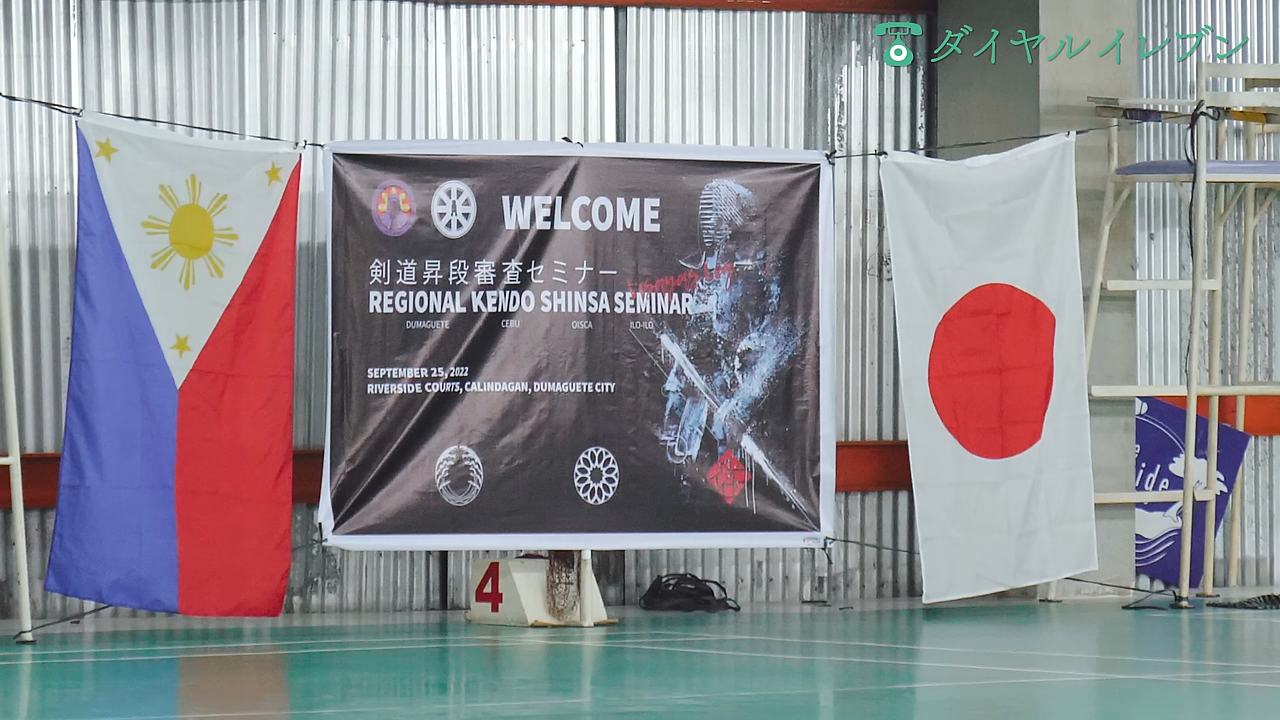 ダイヤルイレブン
WELCOME
剣道昇段審査セミナー
REGIONAL KENDO SHINSA SEMINAR
DUMAGUETE CEBU OISCA ILO-ILO
SEPTEMBER 25, 2022
RIVERSIDE COURTS, CALINDAGAN, DUMAGUETE CITY
4